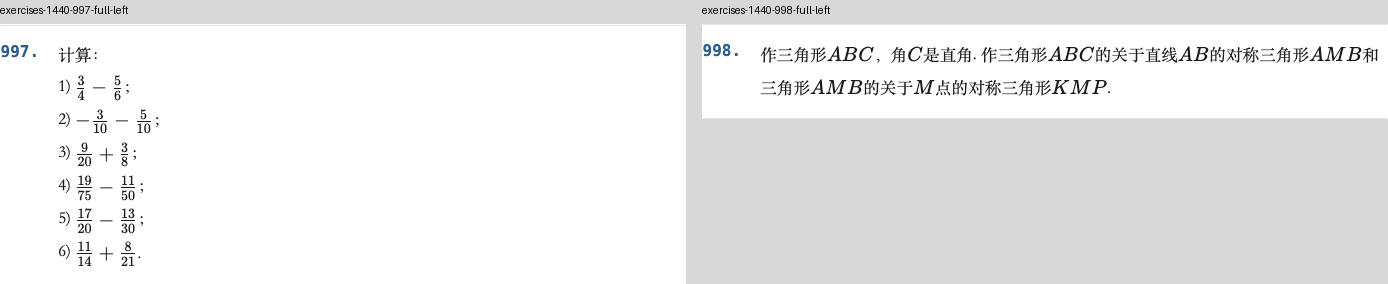 exercises-1440-997-full-left
997. 计算:
1) 3/4 − 5/6 ;
2) −3/10 − 5/10 ;
3) 9/20 + 3/8 ;
4) 19/75 − 11/50 ;
5) 17/20 − 13/30 ;
6) 11/14 + 8/21 .
exercises-1440-998-full-left
998. 作三角形ABC，角C是直角. 作三角形ABC的关于直线AB的对称三角形AMB和
三角形AMB的关于M点的对称三角形KMP.